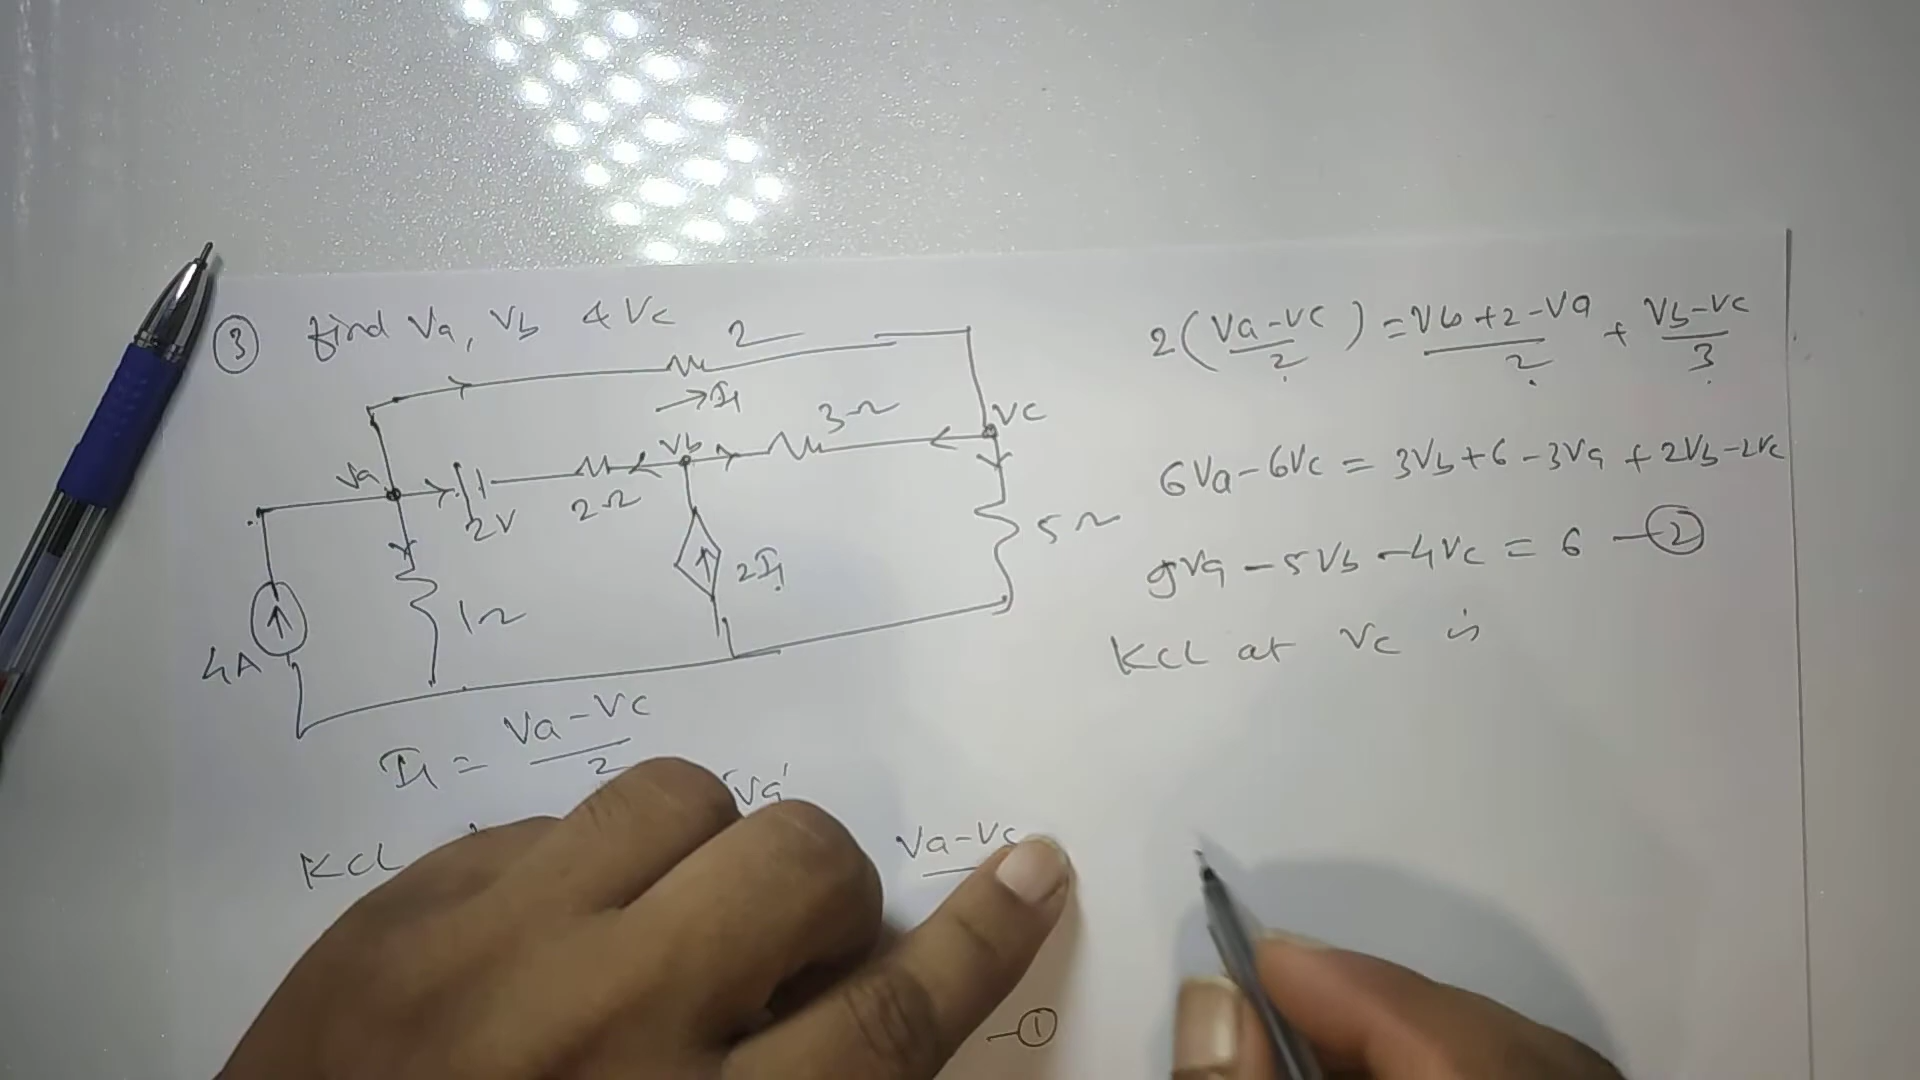 ③ find Va, Vb & Vc
2
→I1
3Ω
Vc
Vb
Va
2V
2Ω
5Ω
1Ω
2I1
4A
I1 = Va-Vc/2
KCL
'Va'
Va-Vc
-①
2(Va-Vc/2) = Vb+2-Va/2 + Vb-Vc/3
6Va-6Vc = 3Vb+6-3Va+2Vb-2Vc
9Va-5Vb-4Vc = 6 -②
KCL at Vc is